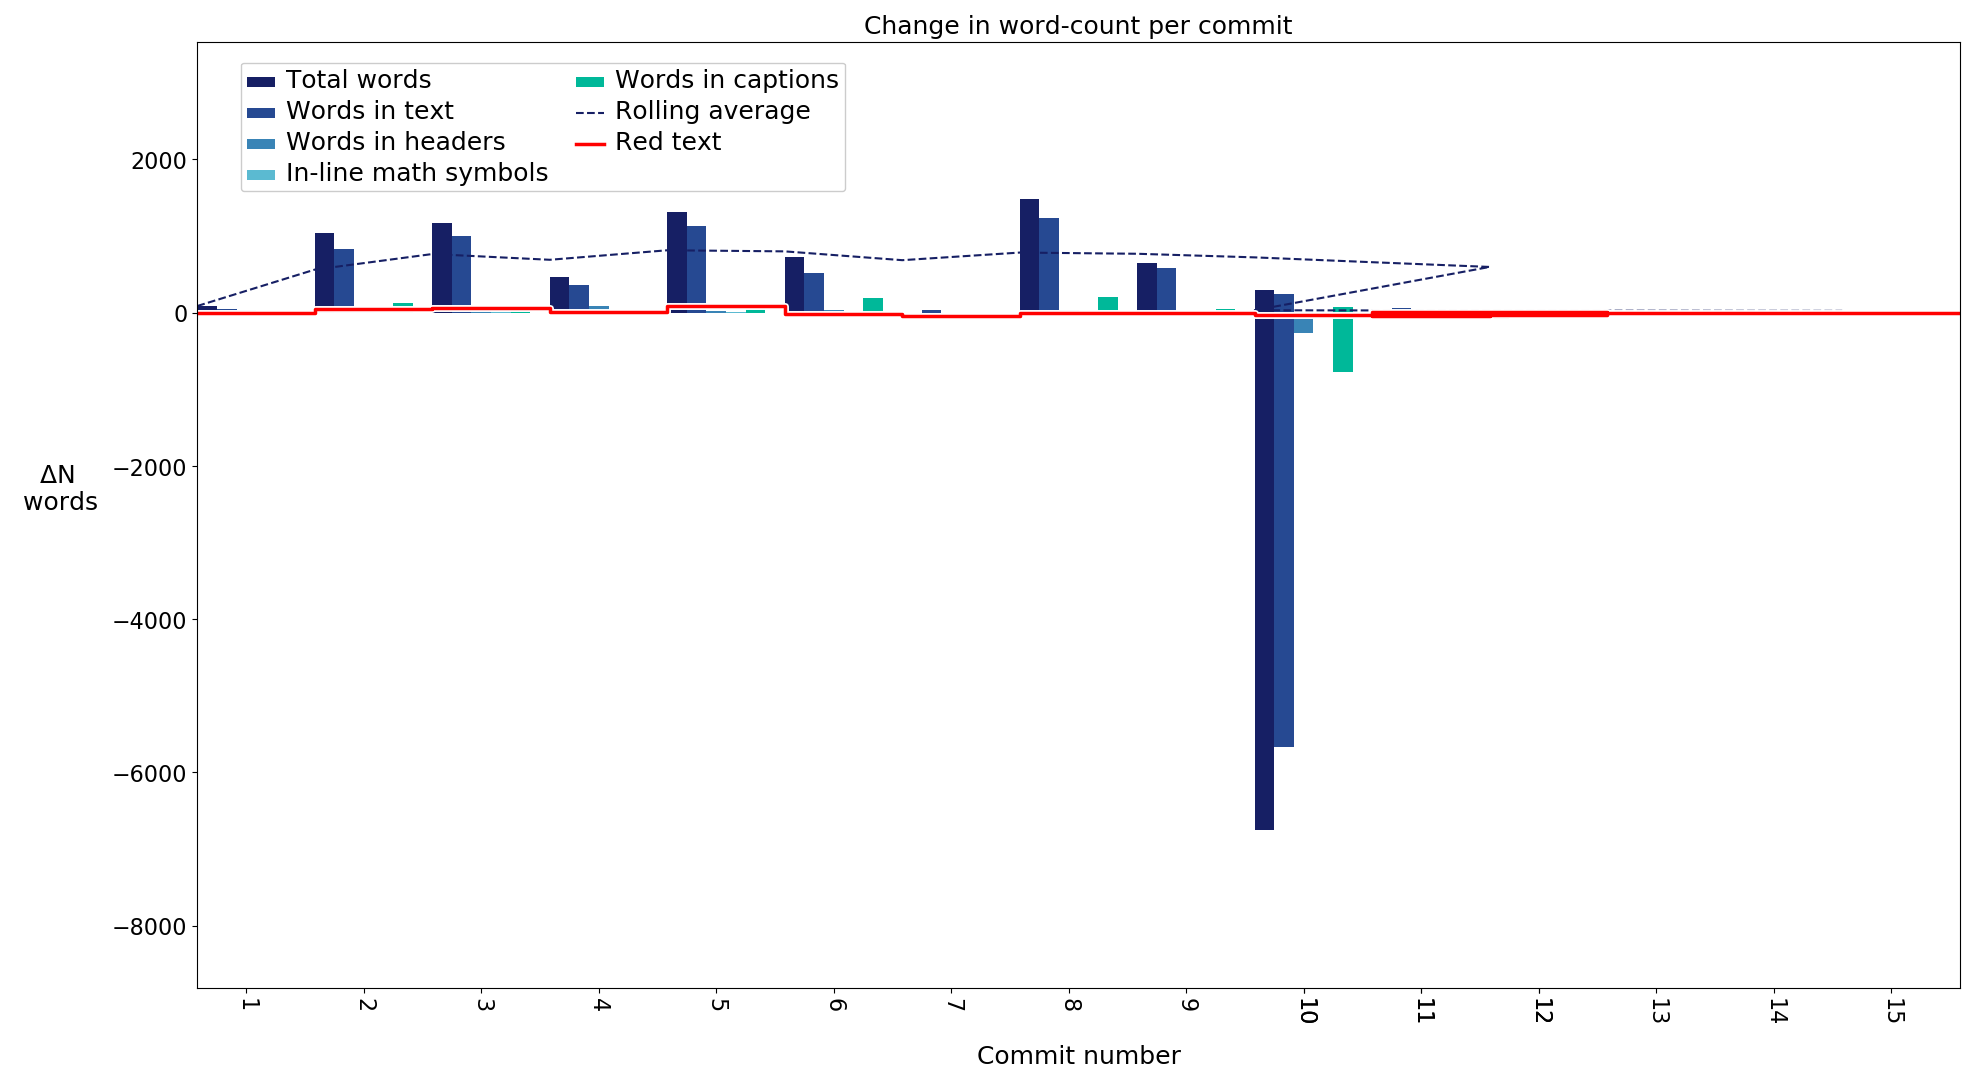 Change in word-count per commit
Total words
Words in text
Words in headers
In-line math symbols
Words in captions
Rolling average
Red text
2000
0
−2000
−4000
−6000
−8000
ΔN
words
1
2
3
4
5
6
7
8
9
10
11
12
13
14
15
Commit number